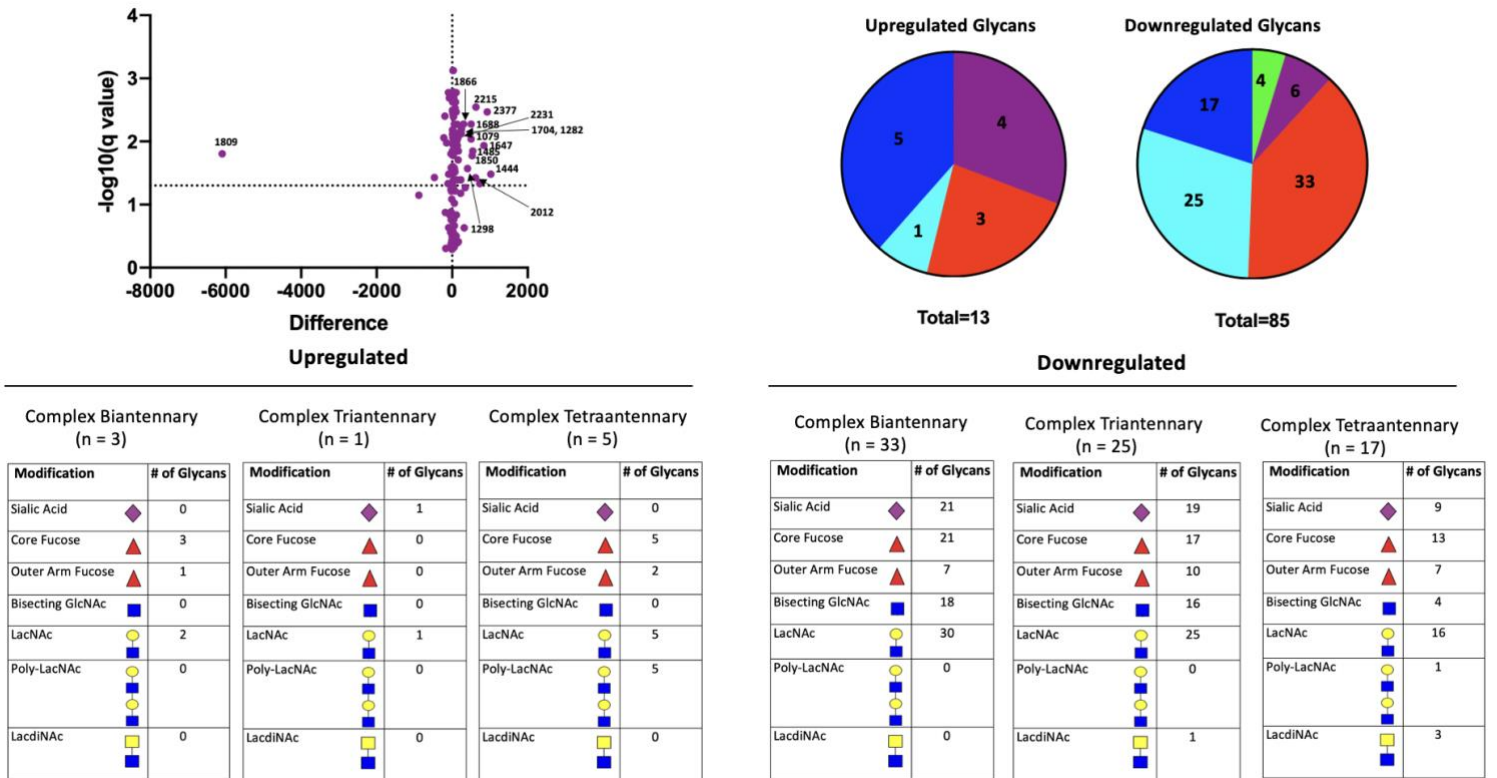 4
3
2
1
0
-log10(q value)
1809
1866
2215
2377
2231
1688
1704, 1282
1079
1647
1485
1850
1444
2012
1298
-8000 -6000 -4000 -2000 0 2000
Difference
Upregulated Glycans
4
3
1
5
Total=13
Downregulated Glycans
4
6
33
25
17
Total=85
Upregulated
Complex Biantennary
(n = 3)
Modification # of Glycans
Sialic Acid 0
Core Fucose 3
Outer Arm Fucose 1
Bisecting GlcNAc 0
LacNAc 2
Poly-LacNAc 0
LacdiNAc 0
Complex Triantennary
(n = 1)
Modification # of Glycans
Sialic Acid 1
Core Fucose 0
Outer Arm Fucose 0
Bisecting GlcNAc 0
LacNAc 1
Poly-LacNAc 0
LacdiNAc 0
Complex Tetraantennary
(n = 5)
Modification # of Glycans
Sialic Acid 0
Core Fucose 5
Outer Arm Fucose 2
Bisecting GlcNAc 0
LacNAc 5
Poly-LacNAc 5
LacdiNAc 0
Downregulated
Complex Biantennary
(n = 33)
Modification # of Glycans
Sialic Acid 21
Core Fucose 21
Outer Arm Fucose 7
Bisecting GlcNAc 18
LacNAc 30
Poly-LacNAc 0
LacdiNAc 0
Complex Triantennary
(n = 25)
Modification # of Glycans
Sialic Acid 19
Core Fucose 17
Outer Arm Fucose 10
Bisecting GlcNAc 16
LacNAc 25
Poly-LacNAc 0
LacdiNAc 1
Complex Tetraantennary
(n = 17)
Modification # of Glycans
Sialic Acid 9
Core Fucose 13
Outer Arm Fucose 7
Bisecting GlcNAc 4
LacNAc 16
Poly-LacNAc 1
LacdiNAc 3